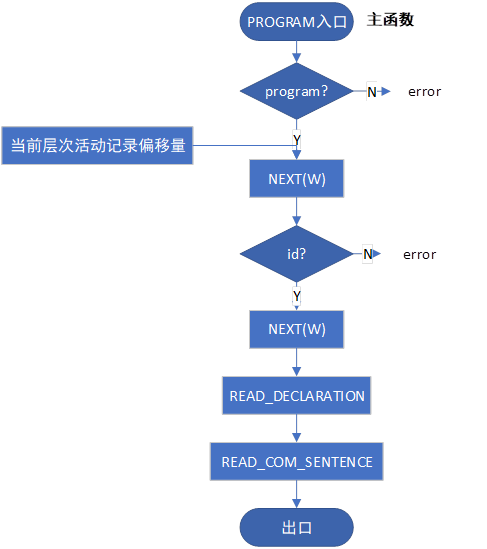 PROGRAM入口
主函数
program?
N
error
Y
当前层次活动记录偏移量
NEXT(W)
id?
N
error
Y
NEXT(W)
READ_DECLARATION
READ_COM_SENTENCE
出口